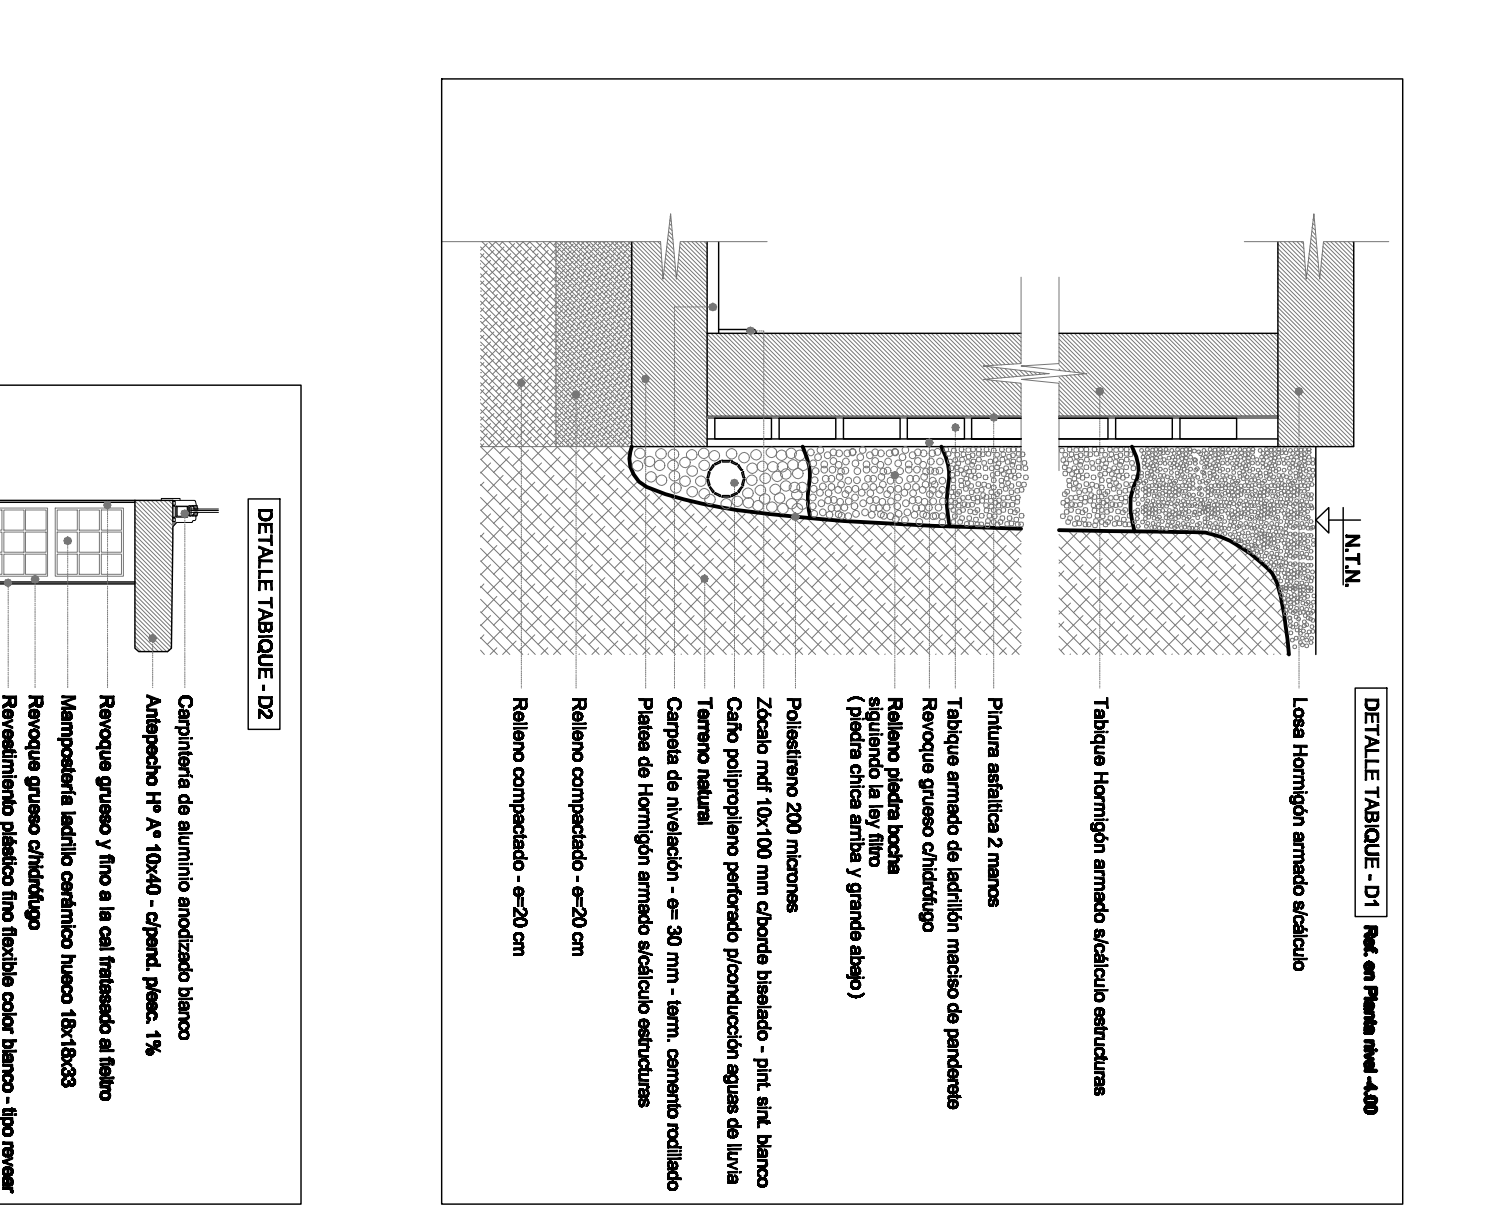 DETALLE TABIQUE - D1 Ref. en Planta nivel -4.00
N.T.N.
Losa Hormigón armado s/cálculo
Tabique Hormigón armado s/cálculo estructuras
Pintura asfaltica 2 manos
Tabique armado de ladrillón maciso de panderete
Revoque grueso c/hidrófugo
Relleno piedra bocha
siguiendo la ley filtro
( piedra chica arriba y grande abajo )
Poliestireno 200 micrones
Zócalo mdf 10x100 mm c/borde biselado - pint. sint. blanco
Caño polipropileno perforado p/conducción aguas de lluvia
Terreno natural
Carpeta de nivelación - e= 30 mm - term. cemento rodillado
Platea de Hormigón armado s/cálculo estructuras
Relleno compactado - e=20 cm
Relleno compactado - e=20 cm
DETALLE TABIQUE - D2
Carpintería de aluminio anodizado blanco
Antepecho Hº Aº 10x40 - c/pend. p/esc. 1%
Revoque grueso y fino a la cal fratasado al fieltro
Mampostería ladrillo cerámico hueco 18x18x33
Revoque grueso c/hidrófugo
Revestimiento plástico fino flexible color blanco - tipo revear